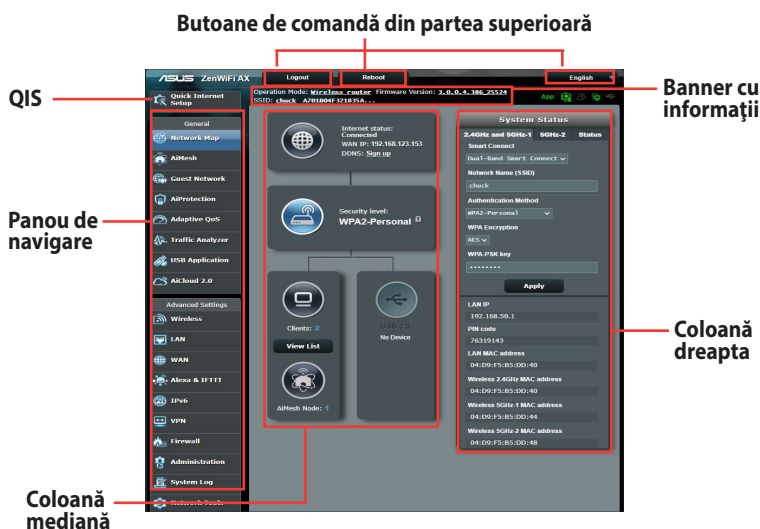 Butoane de comandă din partea superioară
QIS
Banner cu
informaţii
Panou de
navigare
Coloană
dreapta
Coloană
mediană
ASUS ZenWiFi AX
Logout
Reboot
English
Quick Internet
Setup
Operation Mode: Wireless router Firmware Version: 3.0.0.4.386_25524
SSID: chuck A701B04F321835A...
App
General
Network Map
AiMesh
Guest Network
AiProtection
Adaptive QoS
Traffic Analyzer
USB Application
AiCloud 2.0
Advanced Settings
Wireless
LAN
WAN
Alexa & IFTTT
IPv6
VPN
Firewall
Administration
System Log
Network Tools
Internet status:
Connected
WAN IP: 192.168.123.153
DDNS: Sign up
Security level:
WPA2-Personal
Clients: 2
View List
AiMesh Node: 1
USB 3.0
No Device
System Status
2.4GHz and 5GHz-1 5GHz-2 Status
Smart Connect
Dual-Band Smart Connect
Network Name (SSID)
chuck
Authentication Method
WPA2-Personal
WPA Encryption
AES
WPA-PSK key
••••••••
Apply
LAN IP
192.168.50.1
PIN code
76319143
LAN MAC address
04:D9:F5:B5:DD:40
Wireless 2.4GHz MAC address
04:D9:F5:B5:DD:40
Wireless 5GHz-1 MAC address
04:D9:F5:B5:DD:44
Wireless 5GHz-2 MAC address
04:D9:F5:B5:DD:48